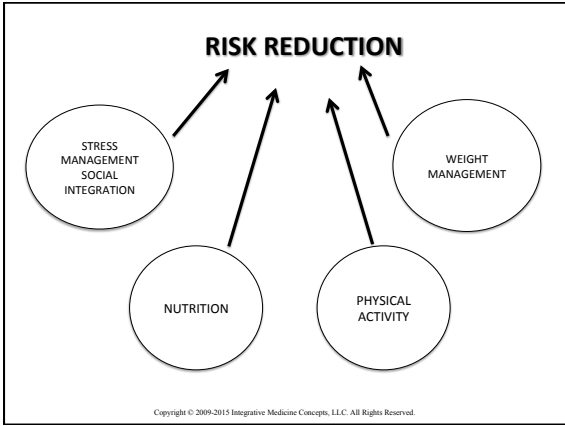 RISK REDUCTION
STRESS
MANAGEMENT
SOCIAL
INTEGRATION
WEIGHT
MANAGEMENT
NUTRITION
PHYSICAL
ACTIVITY
Copyright © 2009-2015 Integrative Medicine Concepts, LLC. All Rights Reserved.